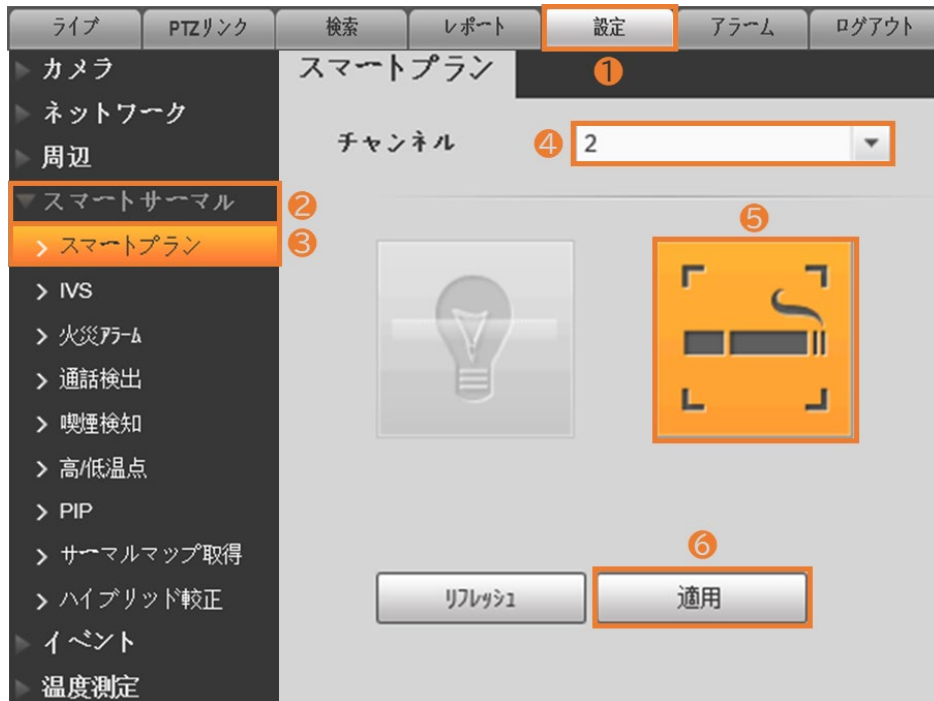 ライブ PTZリンク 検索 レポート 設定 アラーム ログアウト
❶
カメラ
ネットワーク
周辺
スマートサーマル ❷
スマートプラン ❸
IVS
火災アラーム
通話検出
喫煙検知
高/低温点
PIP
サーマルマップ取得
ハイブリッド較正
イベント
温度測定
スマートプラン
チャンネル ❹ 2
❺
❻
リフレッシュ 適用